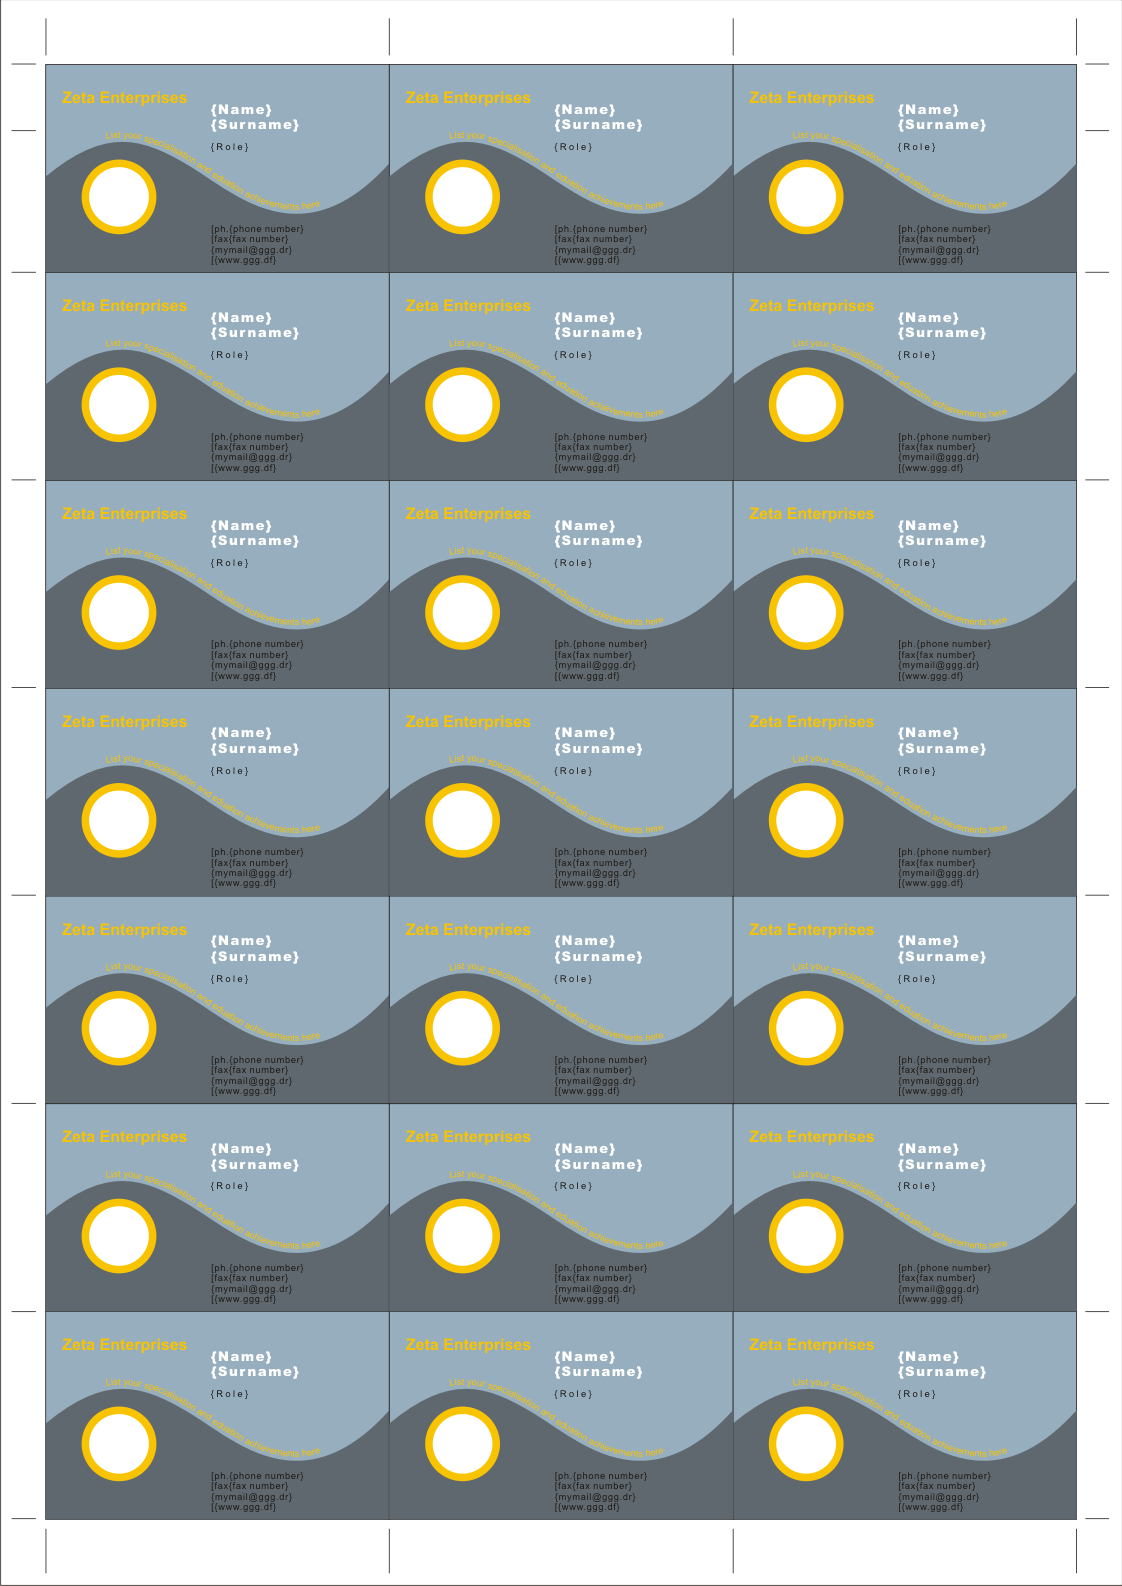 Zeta Enterprises
{Name}
{Surname}
{Role}
List your specialisation and eduation achievements here
[ph.{phone number}
[fax{fax number}
{mymail@ggg.dr}
[{www.ggg.df}
Zeta Enterprises
{Name}
{Surname}
{Role}
List your specialisation and eduation achievements here
[ph.{phone number}
[fax{fax number}
{mymail@ggg.dr}
[{www.ggg.df}
Zeta Enterprises
{Name}
{Surname}
{Role}
List your specialisation and eduation achievements here
[ph.{phone number}
[fax{fax number}
{mymail@ggg.dr}
[{www.ggg.df}
Zeta Enterprises
{Name}
{Surname}
{Role}
List your specialisation and eduation achievements here
[ph.{phone number}
[fax{fax number}
{mymail@ggg.dr}
[{www.ggg.df}
Zeta Enterprises
{Name}
{Surname}
{Role}
List your specialisation and eduation achievements here
[ph.{phone number}
[fax{fax number}
{mymail@ggg.dr}
[{www.ggg.df}
Zeta Enterprises
{Name}
{Surname}
{Role}
List your specialisation and eduation achievements here
[ph.{phone number}
[fax{fax number}
{mymail@ggg.dr}
[{www.ggg.df}
Zeta Enterprises
{Name}
{Surname}
{Role}
List your specialisation and eduation achievements here
[ph.{phone number}
[fax{fax number}
{mymail@ggg.dr}
[{www.ggg.df}
Zeta Enterprises
{Name}
{Surname}
{Role}
List your specialisation and eduation achievements here
[ph.{phone number}
[fax{fax number}
{mymail@ggg.dr}
[{www.ggg.df}
Zeta Enterprises
{Name}
{Surname}
{Role}
List your specialisation and eduation achievements here
[ph.{phone number}
[fax{fax number}
{mymail@ggg.dr}
[{www.ggg.df}
Zeta Enterprises
{Name}
{Surname}
{Role}
List your specialisation and eduation achievements here
[ph.{phone number}
[fax{fax number}
{mymail@ggg.dr}
[{www.ggg.df}
Zeta Enterprises
{Name}
{Surname}
{Role}
List your specialisation and eduation achievements here
[ph.{phone number}
[fax{fax number}
{mymail@ggg.dr}
[{www.ggg.df}
Zeta Enterprises
{Name}
{Surname}
{Role}
List your specialisation and eduation achievements here
[ph.{phone number}
[fax{fax number}
{mymail@ggg.dr}
[{www.ggg.df}
Zeta Enterprises
{Name}
{Surname}
{Role}
List your specialisation and eduation achievements here
[ph.{phone number}
[fax{fax number}
{mymail@ggg.dr}
[{www.ggg.df}
Zeta Enterprises
{Name}
{Surname}
{Role}
List your specialisation and eduation achievements here
[ph.{phone number}
[fax{fax number}
{mymail@ggg.dr}
[{www.ggg.df}
Zeta Enterprises
{Name}
{Surname}
{Role}
List your specialisation and eduation achievements here
[ph.{phone number}
[fax{fax number}
{mymail@ggg.dr}
[{www.ggg.df}
Zeta Enterprises
{Name}
{Surname}
{Role}
List your specialisation and eduation achievements here
[ph.{phone number}
[fax{fax number}
{mymail@ggg.dr}
[{www.ggg.df}
Zeta Enterprises
{Name}
{Surname}
{Role}
List your specialisation and eduation achievements here
[ph.{phone number}
[fax{fax number}
{mymail@ggg.dr}
[{www.ggg.df}
Zeta Enterprises
{Name}
{Surname}
{Role}
List your specialisation and eduation achievements here
[ph.{phone number}
[fax{fax number}
{mymail@ggg.dr}
[{www.ggg.df}
Zeta Enterprises
{Name}
{Surname}
{Role}
List your specialisation and eduation achievements here
[ph.{phone number}
[fax{fax number}
{mymail@ggg.dr}
[{www.ggg.df}
Zeta Enterprises
{Name}
{Surname}
{Role}
List your specialisation and eduation achievements here
[ph.{phone number}
[fax{fax number}
{mymail@ggg.dr}
[{www.ggg.df}
Zeta Enterprises
{Name}
{Surname}
{Role}
List your specialisation and eduation achievements here
[ph.{phone number}
[fax{fax number}
{mymail@ggg.dr}
[{www.ggg.df}